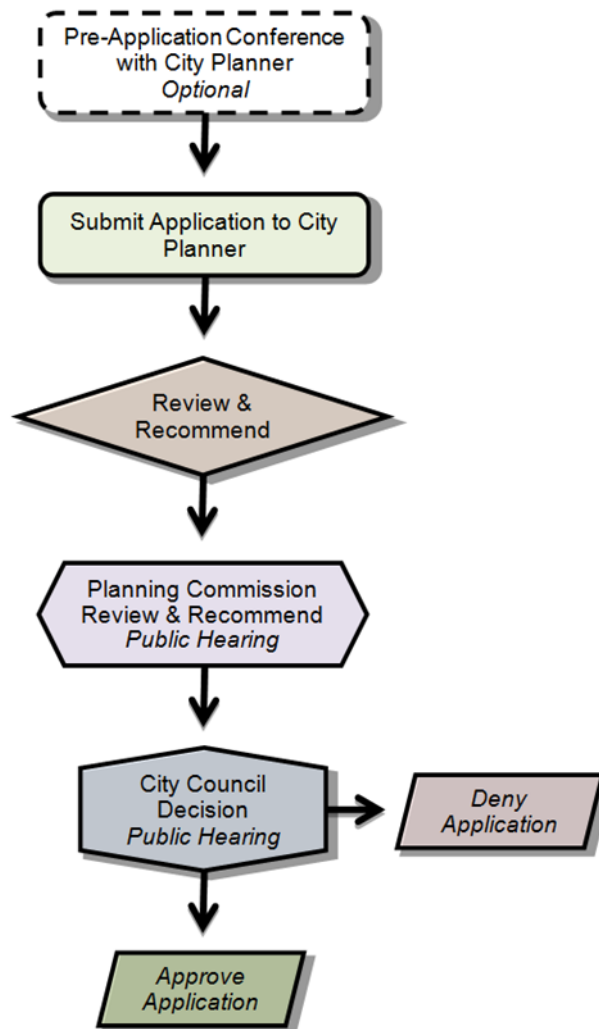 Pre-Application Conference
with City Planner
Optional
Submit Application to City
Planner
Review &
Recommend
Planning Commission
Review & Recommend
Public Hearing
City Council
Decision
Public Hearing
Deny
Application
Approve
Application